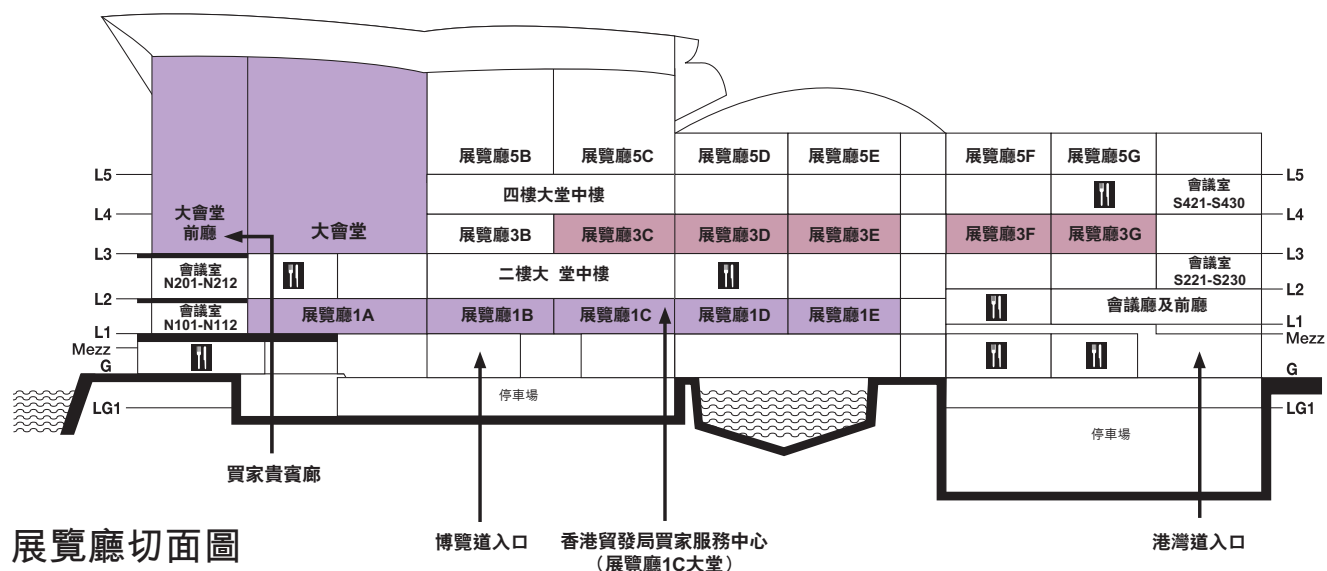 展覽廳5B
展覽廳5C
展覽廳5D
展覽廳5E
展覽廳5F
展覽廳5G
L5
L5
四樓大堂中樓
會議室
S421-S430
L4
L4
大會堂
前廳
大會堂
展覽廳3B
展覽廳3C
展覽廳3D
展覽廳3E
展覽廳3F
展覽廳3G
L3
L3
會議室
N201-N212
二樓大 堂中樓
會議室
S221-S230
L2
L2
會議室
N101-N112
展覽廳1A
展覽廳1B
展覽廳1C
展覽廳1D
展覽廳1E
會議廳及前廳
L1
L1
Mezz
Mezz
G
G
停車場
LG1
LG1
停車場
買家貴賓廊
展覽廳切面圖
博覽道入口
香港貿發局買家服務中心
（展覽廳1C大堂）
港灣道入口